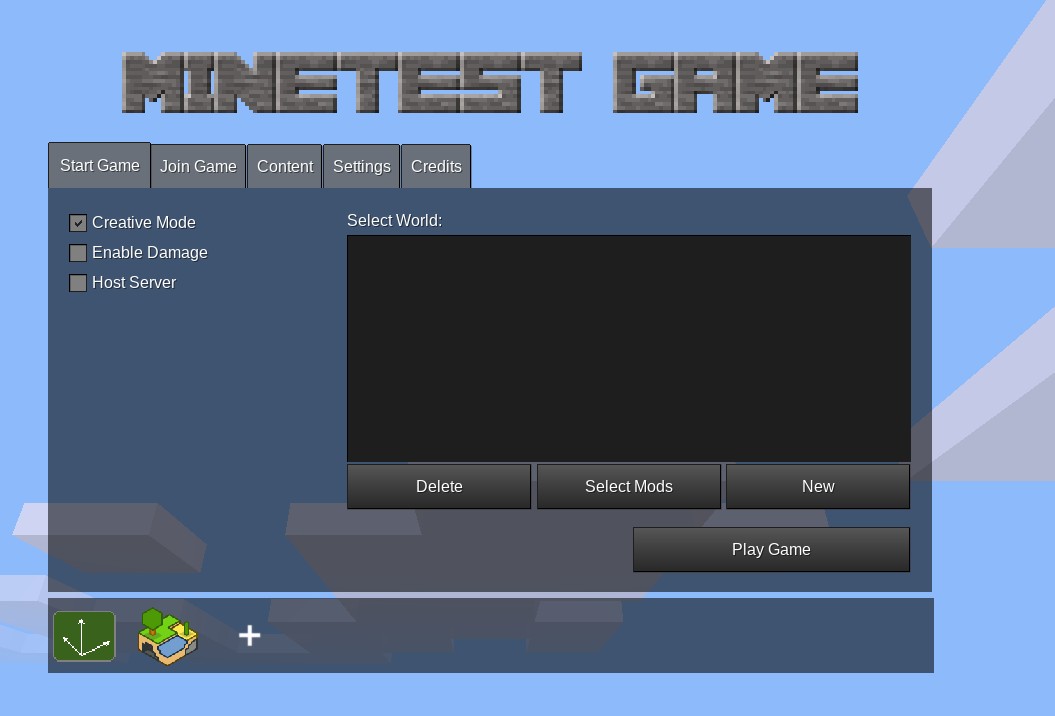 MINETEST GAME
Start Game Join Game Content Settings Credits
Creative Mode
Enable Damage
Host Server
Select World:
Delete Select Mods New
Play Game